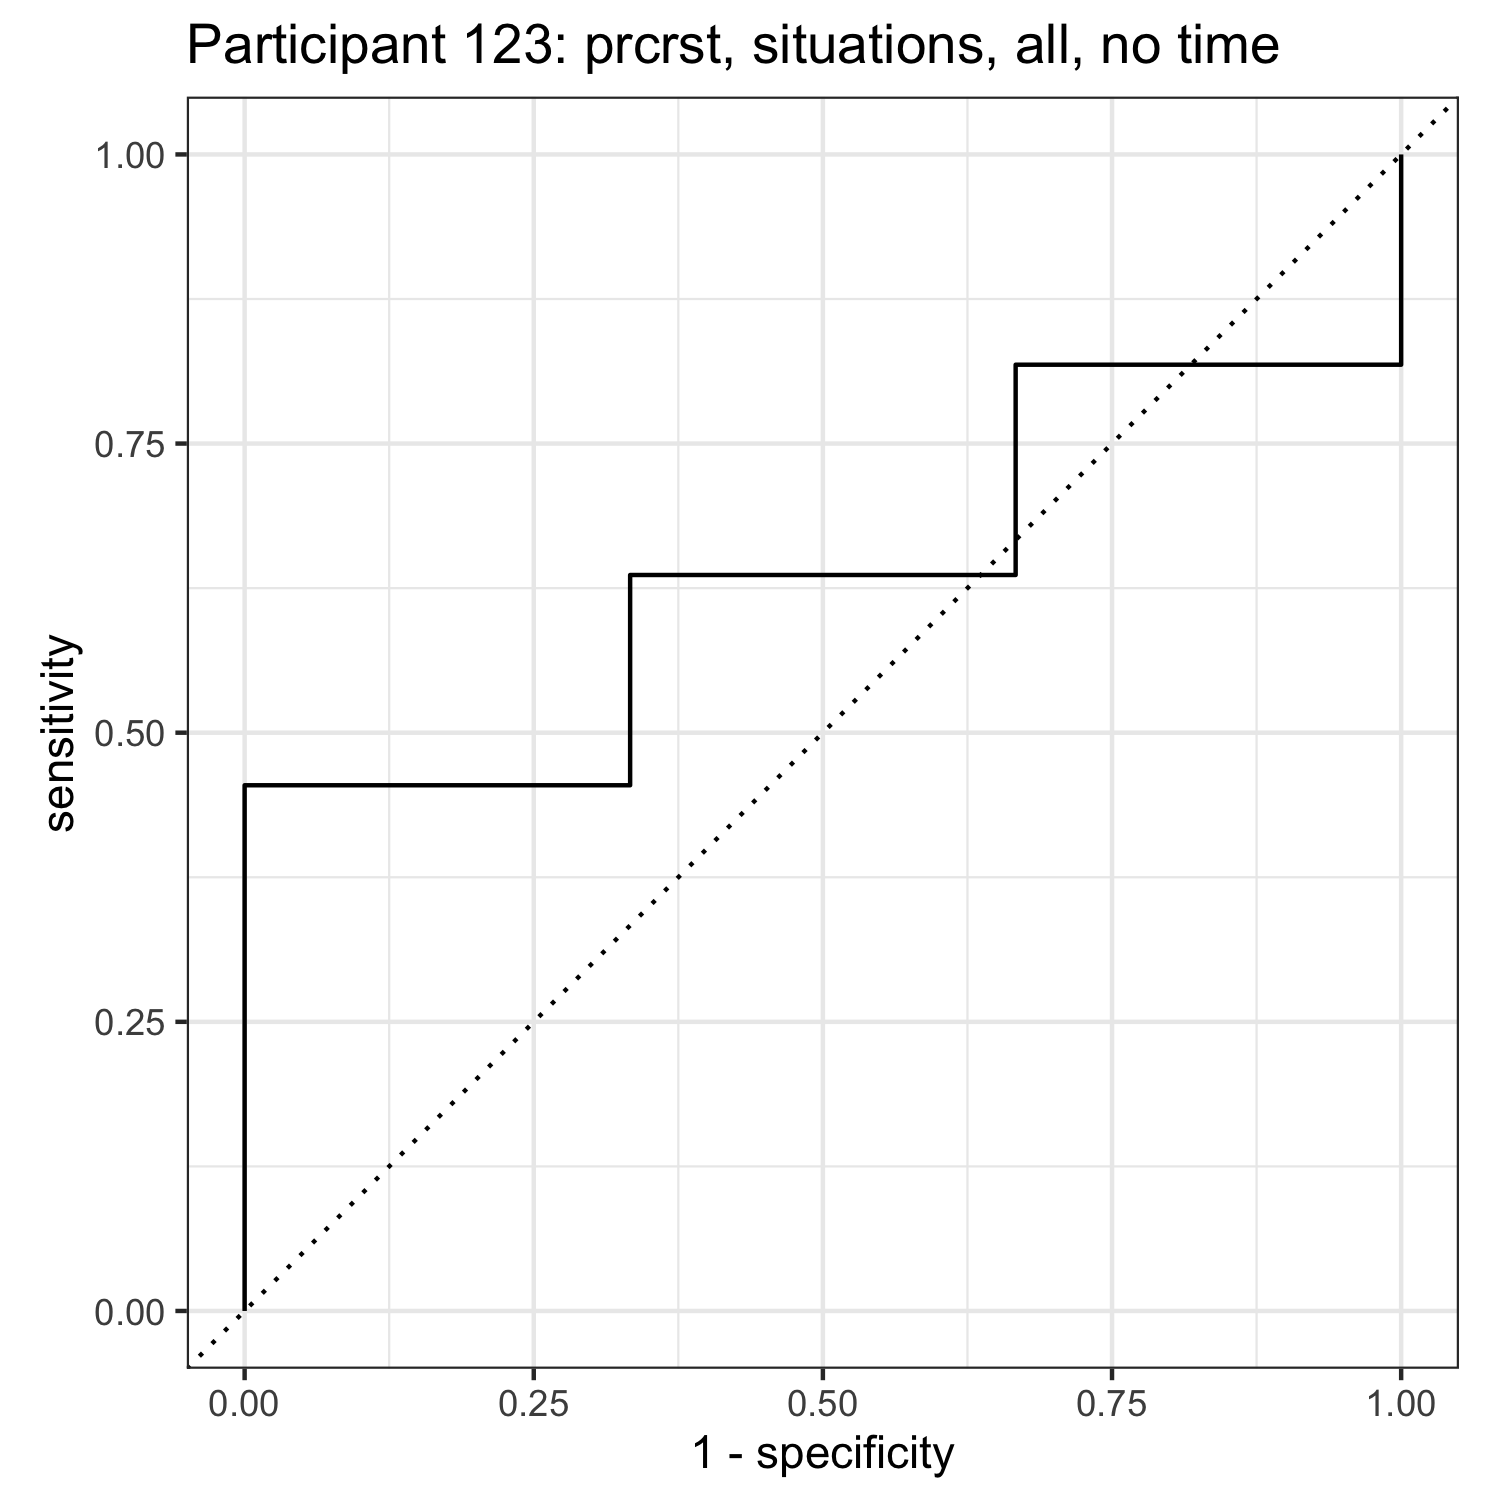 Participant 123: prcrst, situations, all, no time
1.00
0.75
0.50
0.25
0.00
sensitivity
0.00 0.25 0.50 0.75 1.00
1 - specificity